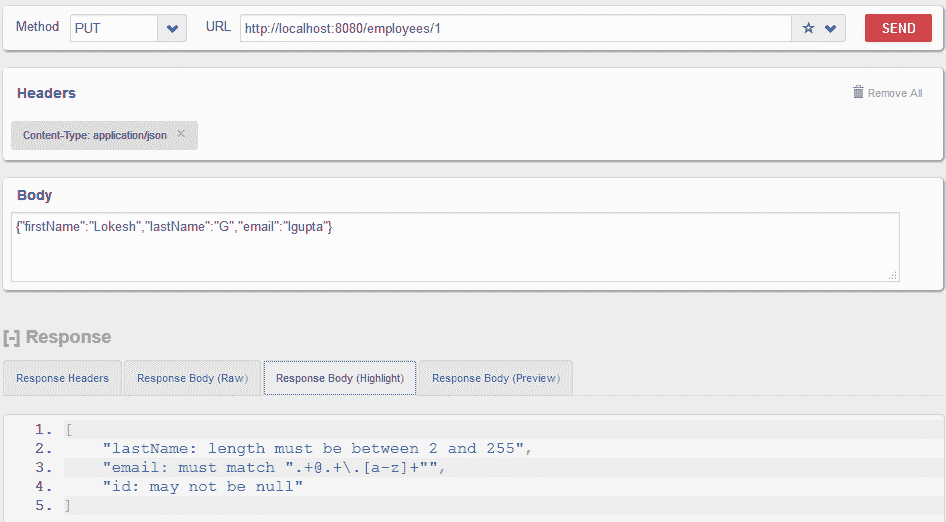 Method PUT URL http://localhost:8080/employees/1 SEND
Headers Remove All
Content-Type: application/json ×
Body
{"firstName":"Lokesh","lastName":"G","email":"lgupta"}
[-] Response
Response Headers Response Body (Raw) Response Body (Highlight) Response Body (Preview)
1. [
2. "lastName: length must be between 2 and 255",
3. "email: must match ".+@.+\.[a-z]+"",
4. "id: may not be null"
5. ]